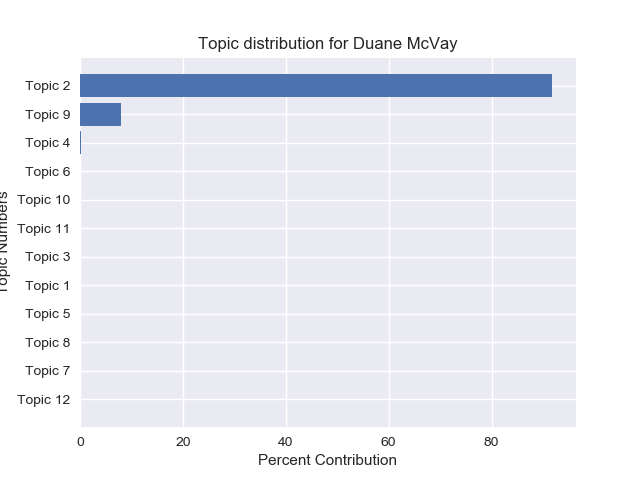 Topic distribution for Duane McVay
Topic 2
Topic 9
Topic 4
Topic 6
Topic 10
Topic 11
Topic 3
Topic 1
Topic 5
Topic 8
Topic 7
Topic 12
Topic Numbers
0 20 40 60 80
Percent Contribution